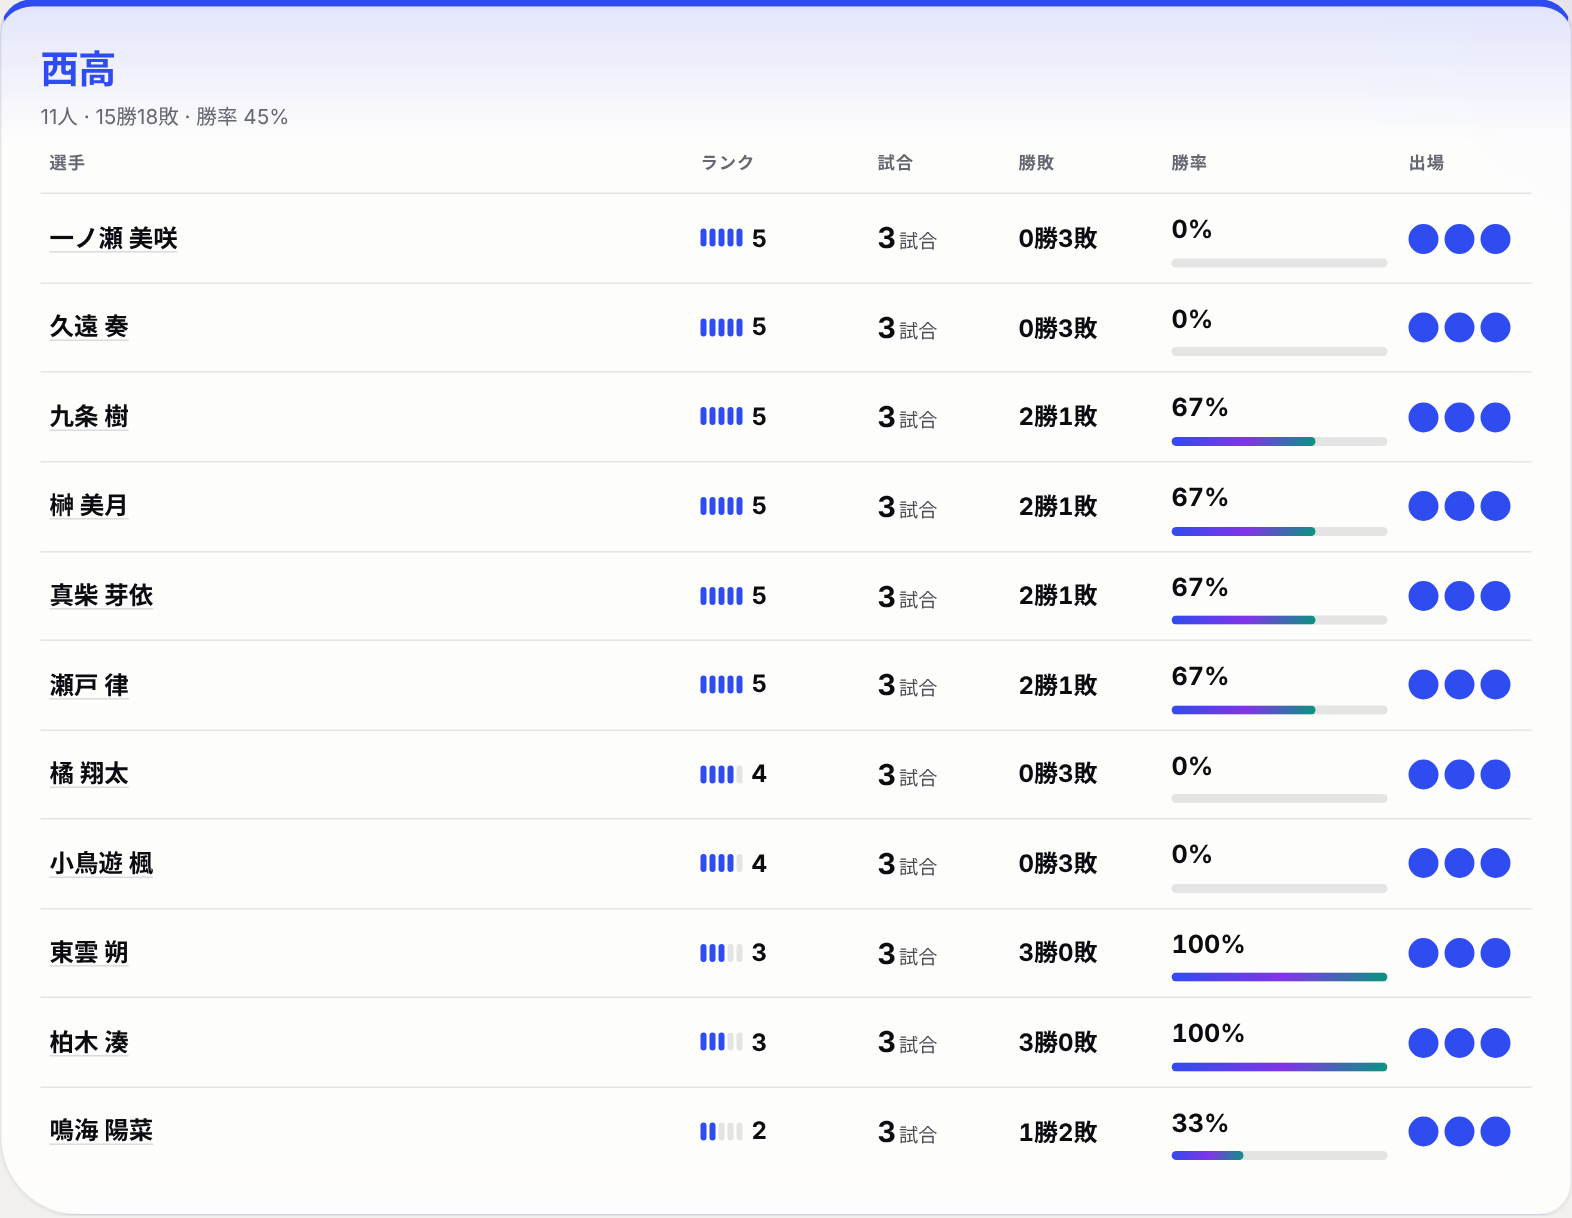 西高
11人 · 15勝18敗 · 勝率 45%
選手 ランク 試合 勝敗 勝率 出場
一ノ瀬 美咲 5 3試合 0勝3敗 0%
久遠 奏 5 3試合 0勝3敗 0%
九条 樹 5 3試合 2勝1敗 67%
榊 美月 5 3試合 2勝1敗 67%
真柴 芽依 5 3試合 2勝1敗 67%
瀬戸 律 5 3試合 2勝1敗 67%
橘 翔太 4 3試合 0勝3敗 0%
小鳥遊 楓 4 3試合 0勝3敗 0%
東雲 朔 3 3試合 3勝0敗 100%
柏木 湊 3 3試合 3勝0敗 100%
鳴海 陽菜 2 3試合 1勝2敗 33%